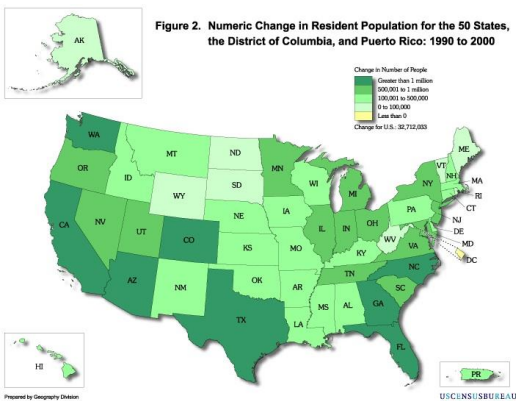 Figure 2. Numeric Change in Resident Population for the 50 States,
the District of Columbia, and Puerto Rico: 1990 to 2000
Change in Number of People
Greater than 1 million
500,001 to 1 million
100,001 to 500,000
0 to 100,000
Less than 0
Change for U.S.: 32,712,033
AK
WA
MT
ND
MN
ME
VT
NH
OR
ID
WY
SD
WI
MI
NY
MA
RI
CT
NJ
DE
MD
DC
CA
NV
UT
CO
NE
IA
IL
IN
OH
PA
WV
VA
KS
MO
KY
NC
AZ
NM
OK
AR
TN
SC
TX
LA
MS
AL
GA
FL
HI
PR
Prepared by Geography Division
USCENSUSBUREAU